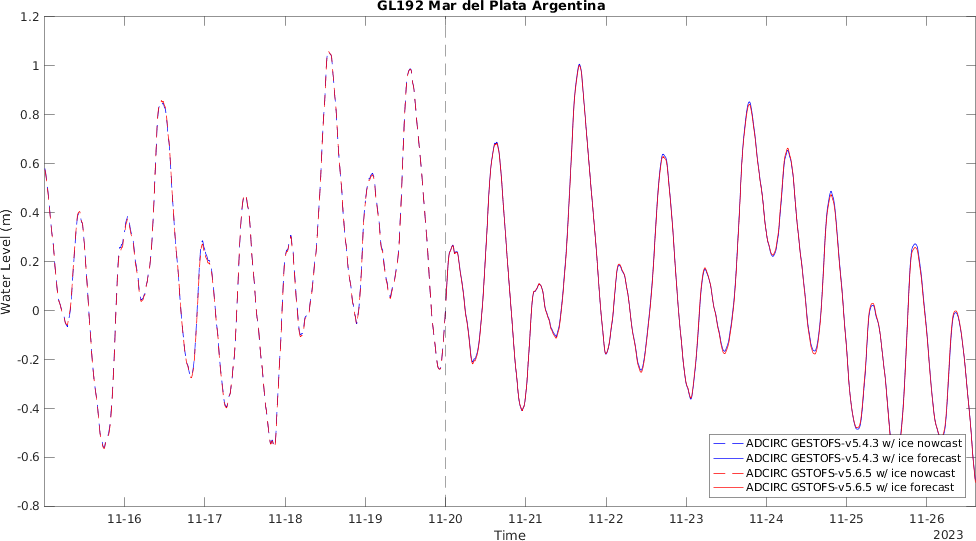 GL192 Mar del Plata Argentina
1.2
1
0.8
0.6
0.4
0.2
0
-0.2
-0.4
-0.6
-0.8
Water Level (m)
ADCIRC GESTOFS-v5.4.3 w/ ice nowcast
ADCIRC GESTOFS-v5.4.3 w/ ice forecast
ADCIRC GSTOFS-v5.6.5 w/ ice nowcast
ADCIRC GSTOFS-v5.6.5 w/ ice forecast
11-16 11-17 11-18 11-19 11-20 11-21 11-22 11-23 11-24 11-25 11-26
Time 2023